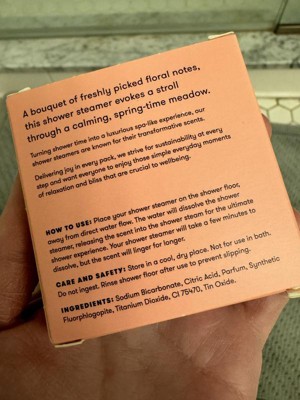 A bouquet of freshly picked floral notes,
this shower steamer evokes a stroll
through a calming, spring-time meadow.
Turning shower time into a luxurious spa-like experience, our
shower steamers are known for their transformative scents.
Delivering joy in every pack, we strive for sustainability at every
step and want everyone to enjoy those simple everyday moments
of relaxation and bliss that are crucial to wellbeing.
HOW TO USE: Place your shower steamer on the shower floor,
away from direct water flow. The water will dissolve the shower
steamer, releasing the scent into the shower steam for the ultimate
shower experience. Your shower steamer will take a few minutes to
dissolve, but the scent will linger for longer.
CARE AND SAFETY: Store in a cool, dry place. Not for use in bath.
Do not ingest. Rinse shower floor after use to prevent slipping.
INGREDIENTS: Sodium Bicarbonate, Citric Acid, Parfum, Synthetic
Fluorphlogopite, Titanium Dioxide, CI 75470, Tin Oxide.